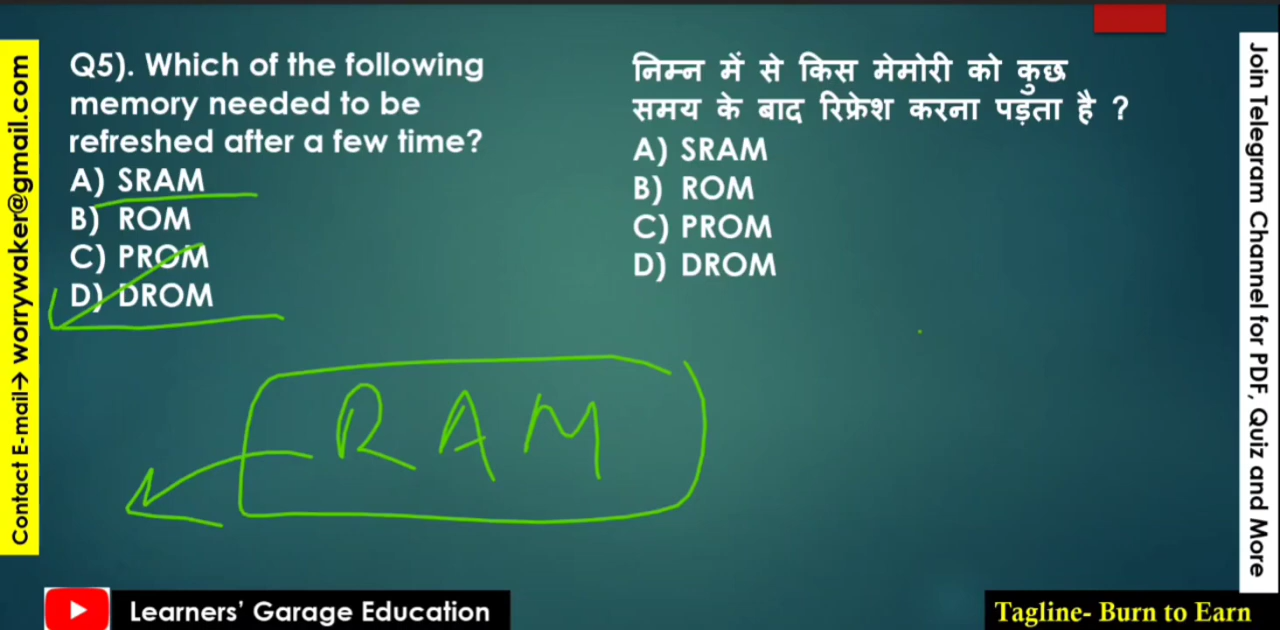 Q5). Which of the following
memory needed to be
refreshed after a few time?
A) SRAM
B) ROM
C) PROM
D) DROM
निम्न में से किस मेमोरी को कुछ
समय के बाद रिफ्रेश करना पड़ता है ?
A) SRAM
B) ROM
C) PROM
D) DROM
RAM
Contact E-mail→ worrywaker@gmail.com
Join Telegram Channel for PDF, Quiz and More
Learners’ Garage Education
Tagline- Burn to Earn